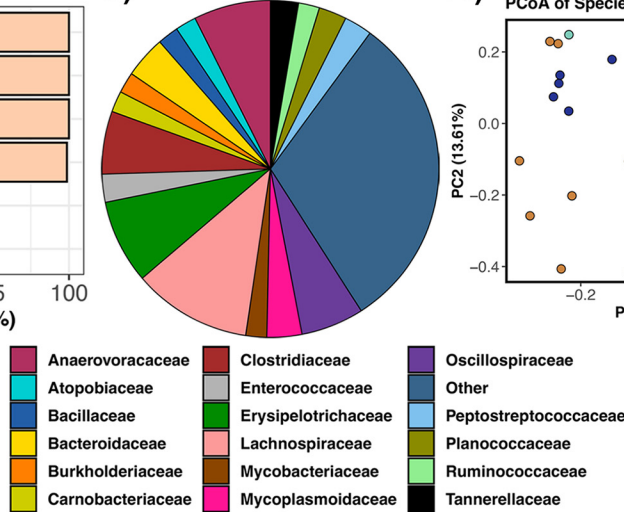 PCoA of Specie
0.2
0.0
−0.2
−0.4
PC2 (13.61%)
−0.2
100
%)
Anaerovoracaceae
Atopobiaceae
Bacillaceae
Bacteroidaceae
Burkholderiaceae
Carnobacteriaceae
Clostridiaceae
Enterococcaceae
Erysipelotrichaceae
Lachnospiraceae
Mycobacteriaceae
Mycoplasmoidaceae
Oscillospiraceae
Other
Peptostreptococcaceae
Planococcaceae
Ruminococcaceae
Tannerellaceae